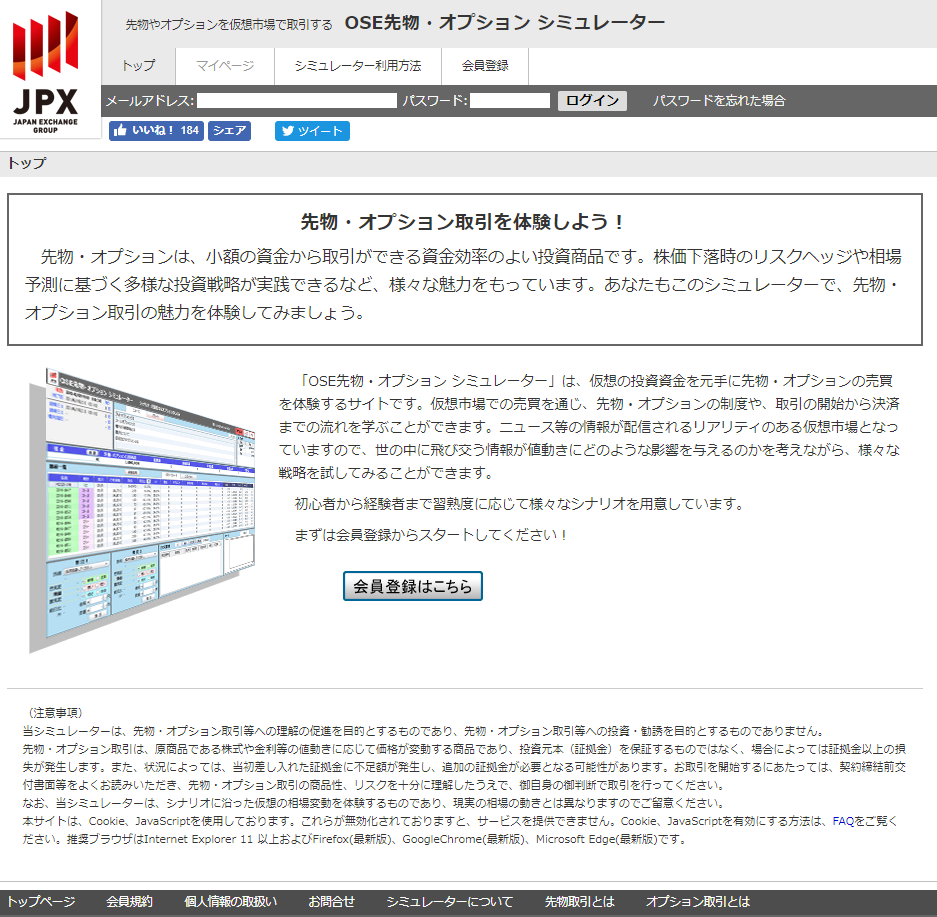 先物やオプションを仮想市場で取引する OSE先物・オプション シミュレーター
JPX
JAPAN EXCHANGE
GROUP
トップ マイページ シミュレーター利用方法 会員登録
メールアドレス: パスワード: ログイン パスワードを忘れた場合
いいね！ 184 シェア ツイート
トップ
先物・オプション取引を体験しよう！
先物・オプションは、小額の資金から取引ができる資金効率のよい投資商品です。株価下落時のリスクヘッジや相場
予測に基づく多様な投資戦略が実践できるなど、様々な魅力をもっています。あなたもこのシミュレーターで、先物・
オプション取引の魅力を体験してみましょう。
OSE先物・オプション シミュレーター
「OSE先物・オプション シミュレーター」は、仮想の投資資金を元手に先物・オプションの売買
を体験するサイトです。仮想市場での売買を通じ、先物・オプションの制度や、取引の開始から決済
までの流れを学ぶことができます。ニュース等の情報が配信されるリアリティのある仮想市場となっ
ていますので、世の中に飛び交う情報が値動きにどのような影響を与えるのかを考えながら、様々な
戦略を試してみることができます。
初心者から経験者まで習熟度に応じて様々なシナリオを用意しています。
まずは会員登録からスタートしてください！
会員登録はこちら
（注意事項）
当シミュレーターは、先物・オプション取引等への理解の促進を目的とするものであり、先物・オプション取引等への投資・勧誘を目的とするものでありません。
先物・オプション取引は、原商品である株式や金利等の値動きに応じて価格が変動する商品であり、投資元本（証拠金）を保証するものではなく、場合によっては証拠金以上の損
失が発生します。また、状況によっては、当初差し入れた証拠金に不足額が発生し、追加の証拠金が必要となる可能性があります。お取引を開始するにあたっては、契約締結前交
付書面等をよくお読みいただき、先物・オプション取引の商品性、リスクを十分に理解したうえで、御自身の御判断で取引を行ってください。
なお、当シミュレーターは、シナリオに沿った仮想の相場変動を体験するものであり、現実の相場の動きとは異なりますのでご留意ください。
本サイトは、Cookie、JavaScriptを使用しております。これらが無効化されておりますと、サービスを提供できません。Cookie、JavaScriptを有効にする方法は、FAQをご覧く
ださい。推奨ブラウザはInternet Explorer 11 以上およびFirefox(最新版)、GoogleChrome(最新版)、Microsoft Edge(最新版)です。
トップページ 会員規約 個人情報の取扱い お問合せ シミュレーターについて 先物取引とは オプション取引とは